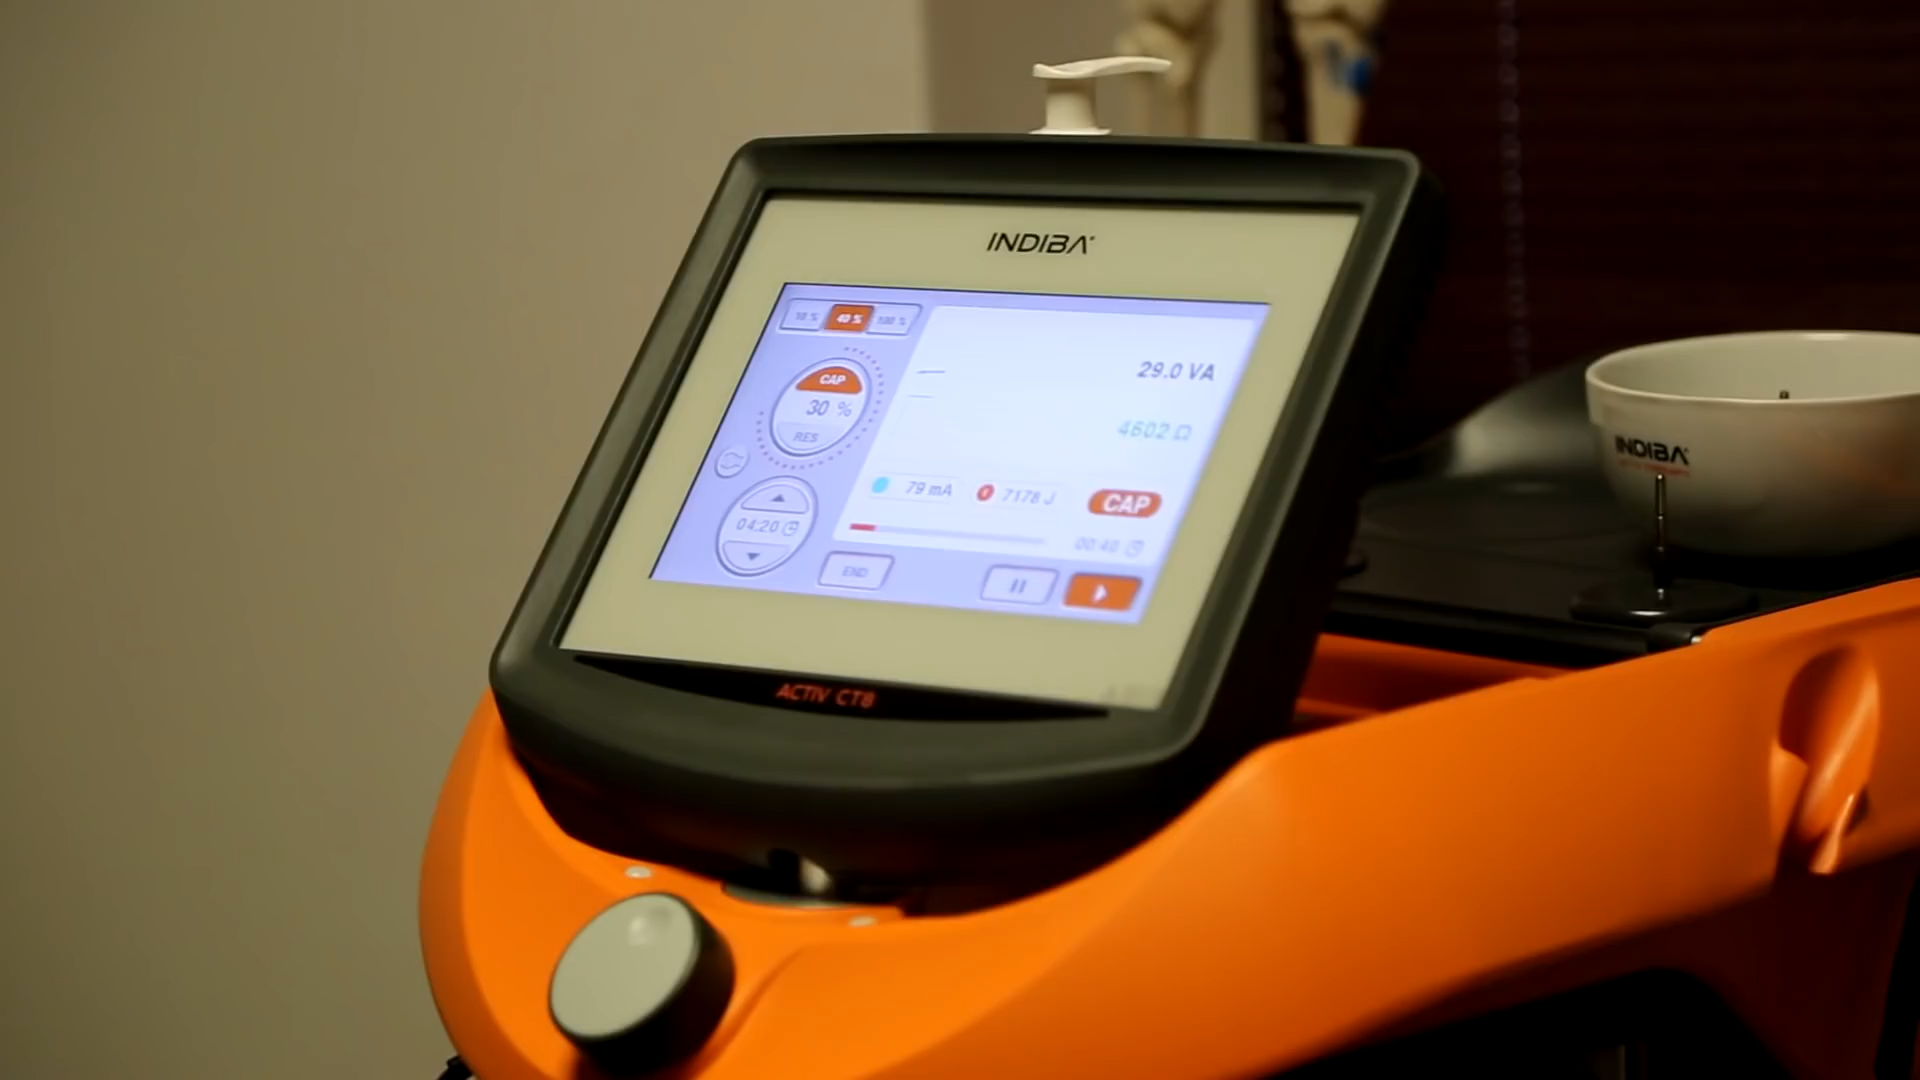 INDIBA
10 % 40 % 100 %
CAP
30 %
RES
29.0 VA
4602 Ω
79 mA 7178 J CAP
04:20
00:40
END
ACTIV CT8
INDIBA